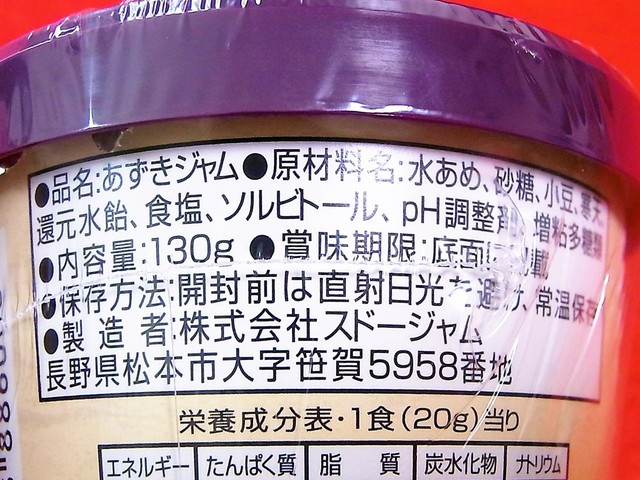 ●品名:あずきジャム●原材料名:水あめ、砂糖、小豆、寒天、
還元水飴、食塩、ソルビトール、pH調整剤、増粘多糖類
●内容量:130g ●賞味期限:底面に記載
●保存方法:開封前は直射日光を避け、常温保存
●製造者:株式会社スドージャム
長野県松本市大字笹賀5958番地
栄養成分表・1食(20g)当り
エネルギー たんぱく質 脂質 炭水化物 ナトリウム